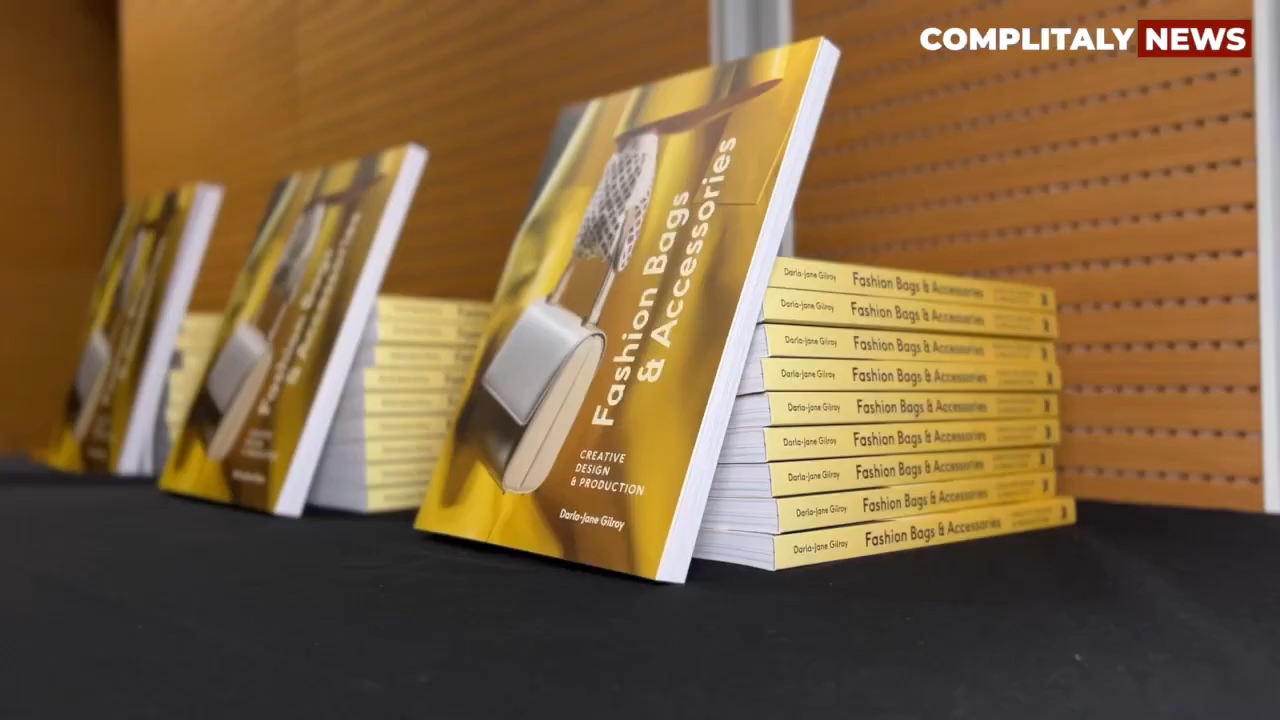 COMPLITALY NEWS
Fashion Bags
& Accessories
CREATIVE
DESIGN
& PRODUCTION
Darla-Jane Gilroy
Darla-Jane Gilroy Fashion Bags & Accessories
Darla-Jane Gilroy Fashion Bags & Accessories
Darla-Jane Gilroy Fashion Bags & Accessories
Darla-Jane Gilroy Fashion Bags & Accessories
Darla-Jane Gilroy Fashion Bags & Accessories
Darla-Jane Gilroy Fashion Bags & Accessories
Darla-Jane Gilroy Fashion Bags & Accessories
Darla-Jane Gilroy Fashion Bags & Accessories
Darla-Jane Gilroy Fashion Bags & Accessories
Fashion Bags
& Accessories